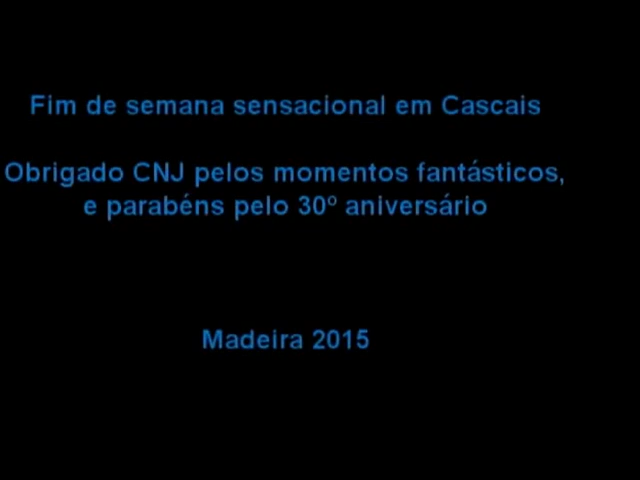 Fim de semana sensacional em Cascais
Obrigado CNJ pelos momentos fantásticos,
e parabéns pelo 30º aniversário
Madeira 2015